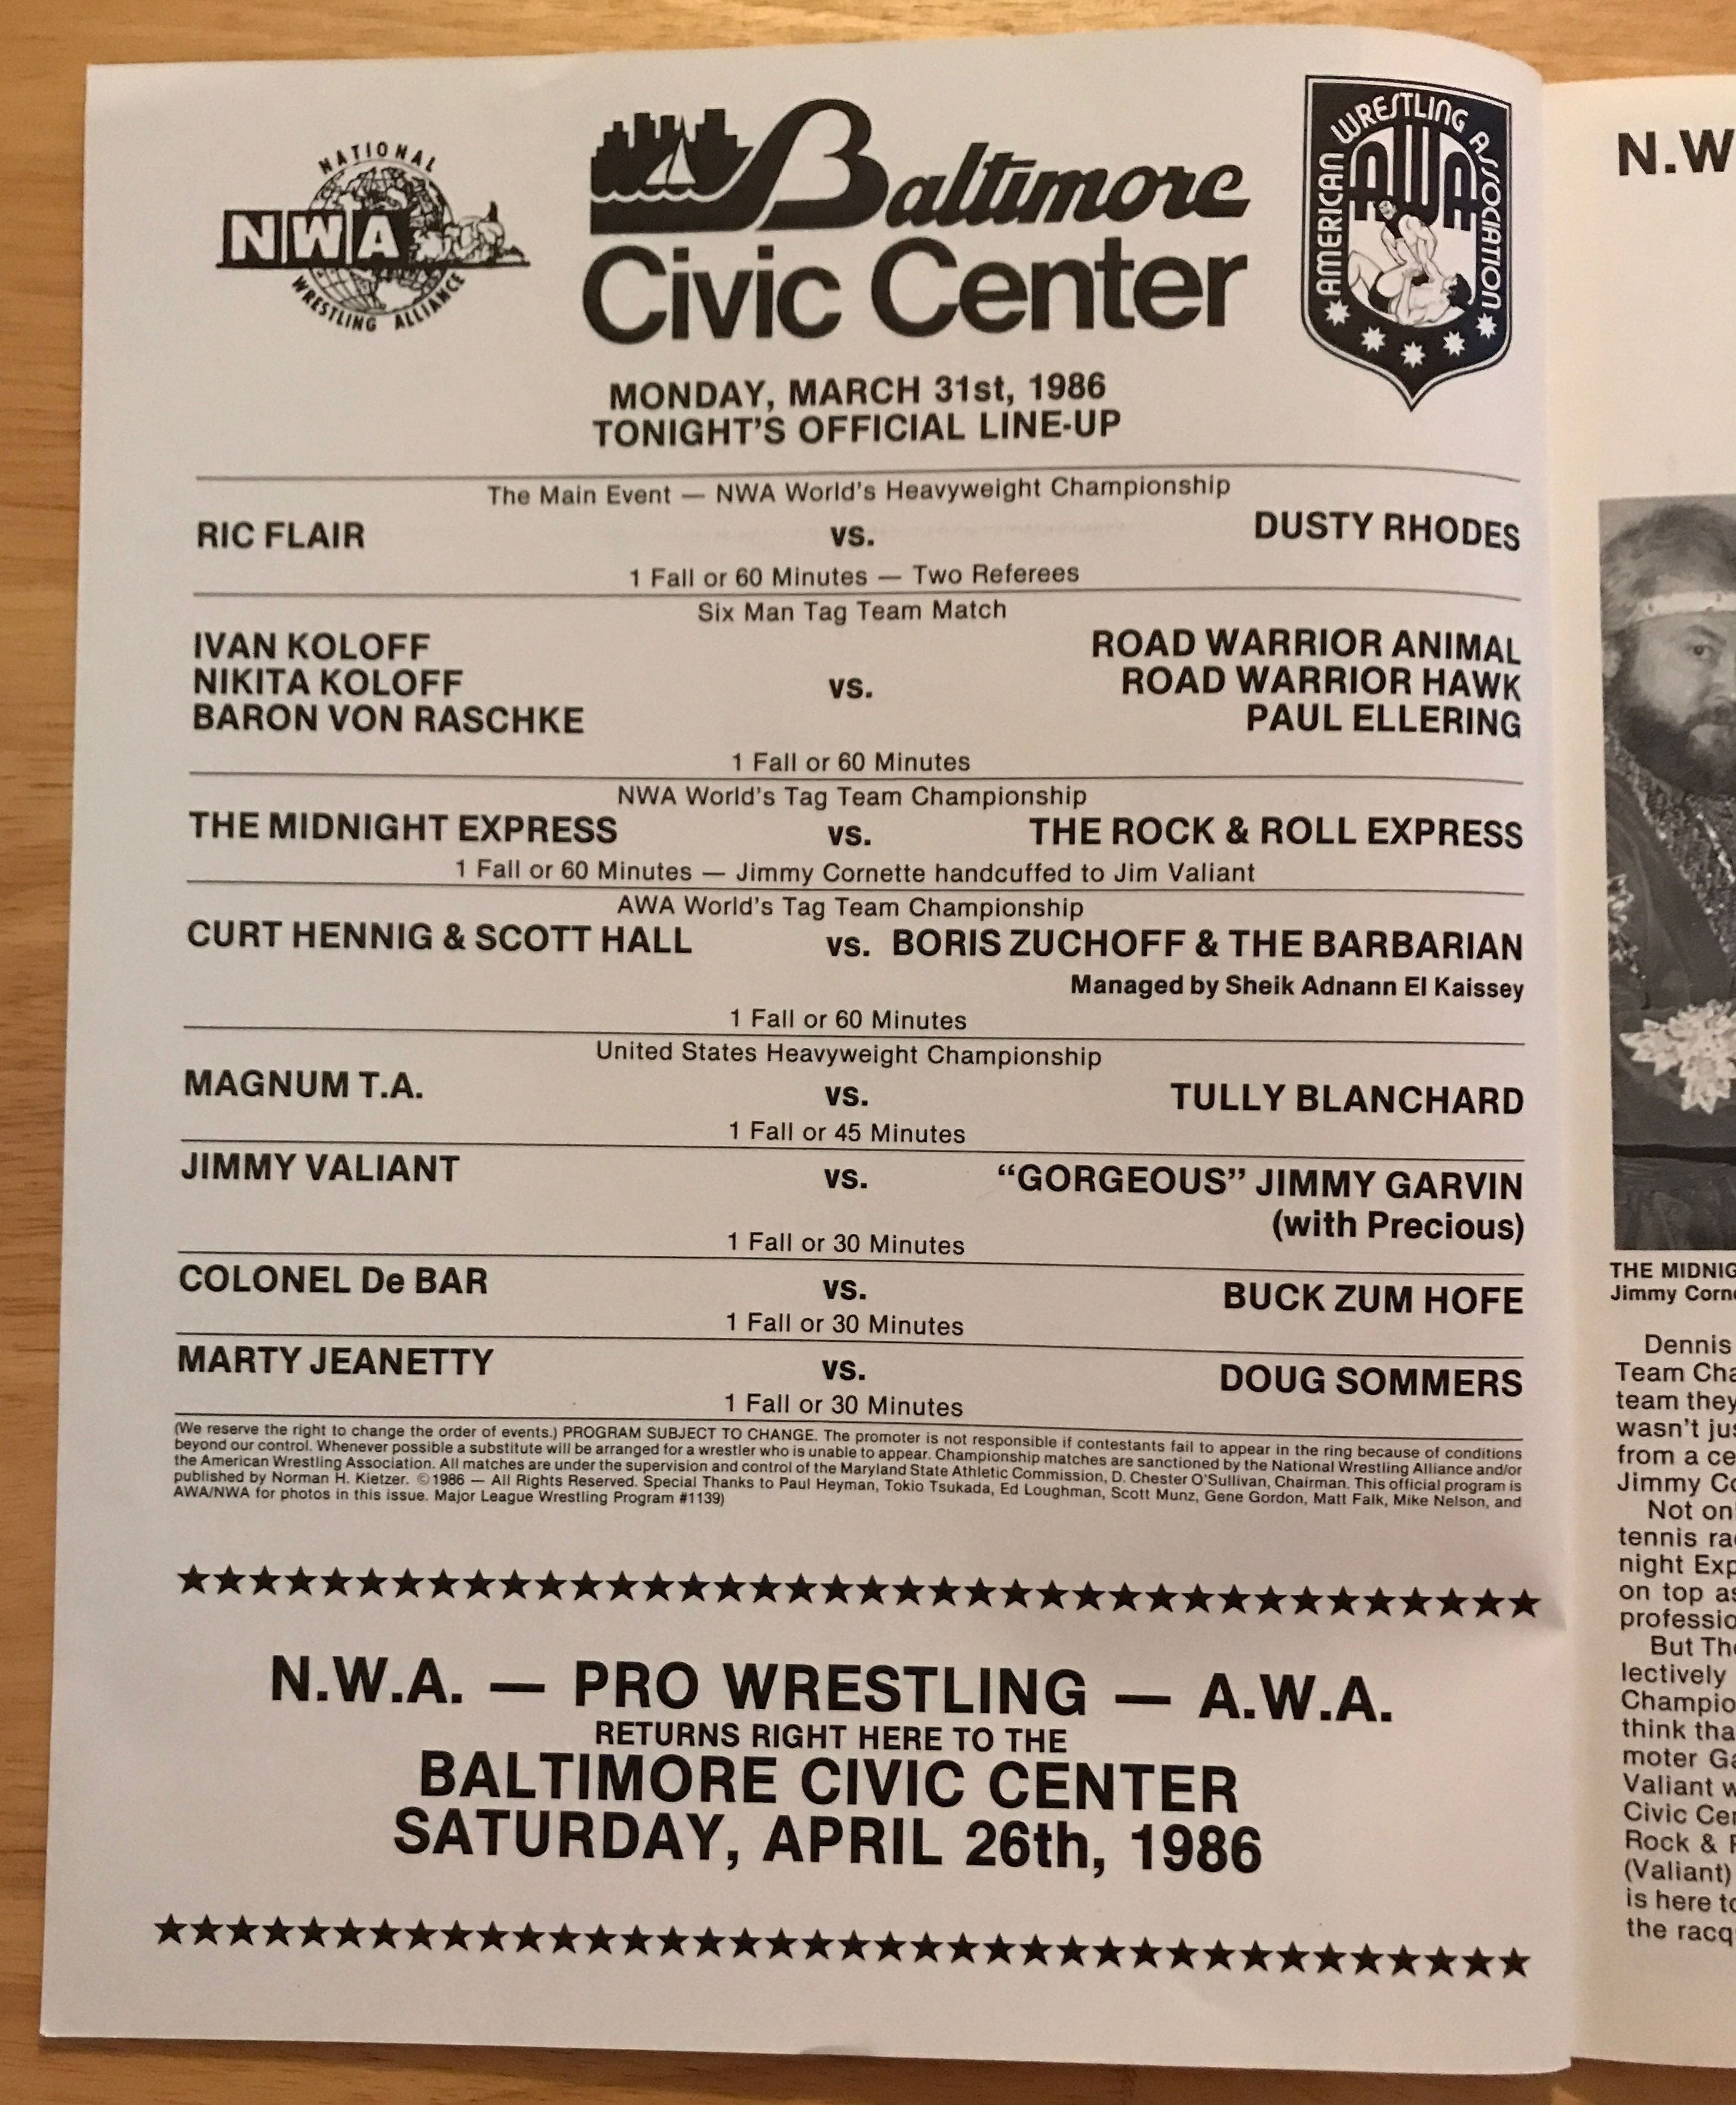 NATIONAL
NWA
WRESTLING ALLIANCE
Baltimore
Civic Center
AMERICAN WRESTLING ASSOCIATION
AWA
MONDAY, MARCH 31st, 1986
TONIGHT'S OFFICIAL LINE-UP
The Main Event — NWA World's Heavyweight Championship
RIC FLAIR vs. DUSTY RHODES
1 Fall or 60 Minutes — Two Referees
Six Man Tag Team Match
IVAN KOLOFF ROAD WARRIOR ANIMAL
NIKITA KOLOFF vs. ROAD WARRIOR HAWK
BARON VON RASCHKE PAUL ELLERING
1 Fall or 60 Minutes
NWA World's Tag Team Championship
THE MIDNIGHT EXPRESS vs. THE ROCK & ROLL EXPRESS
1 Fall or 60 Minutes — Jimmy Cornette handcuffed to Jim Valiant
AWA World's Tag Team Championship
CURT HENNIG & SCOTT HALL vs. BORIS ZUCHOFF & THE BARBARIAN
Managed by Sheik Adnann El Kaissey
1 Fall or 60 Minutes
United States Heavyweight Championship
MAGNUM T.A. vs. TULLY BLANCHARD
1 Fall or 45 Minutes
JIMMY VALIANT vs. “GORGEOUS” JIMMY GARVIN
(with Precious)
1 Fall or 30 Minutes
COLONEL De BAR vs. BUCK ZUM HOFE
1 Fall or 30 Minutes
MARTY JEANETTY vs. DOUG SOMMERS
1 Fall or 30 Minutes
(We reserve the right to change the order of events.) PROGRAM SUBJECT TO CHANGE. The promoter is not responsible if contestants fail to appear in the ring because of conditions
beyond our control. Whenever possible a substitute will be arranged for a wrestler who is unable to appear. Championship matches are sanctioned by the National Wrestling Alliance and/or
the American Wrestling Association. All matches are under the supervision and control of the Maryland State Athletic Commission, D. Chester O'Sullivan, Chairman. This official program is
published by Norman H. Kietzer. ©1986 — All Rights Reserved. Special Thanks to Paul Heyman, Tokio Tsukada, Ed Loughman, Scott Munz, Gene Gordon, Matt Falk, Mike Nelson, and
AWA/NWA for photos in this issue. Major League Wrestling Program #1139)
N.W.A. — PRO WRESTLING — A.W.A.
RETURNS RIGHT HERE TO THE
BALTIMORE CIVIC CENTER
SATURDAY, APRIL 26th, 1986
N.W
THE MIDNIG
Jimmy Corn
Dennis
Team Cha
team they
wasn't jus
from a ce
Jimmy Co
Not on
tennis ra
night Exp
on top as
professio
But Th
lectively
Champio
think tha
moter Ga
Valiant w
Civic Cen
Rock & R
(Valiant)
is here to
the racq